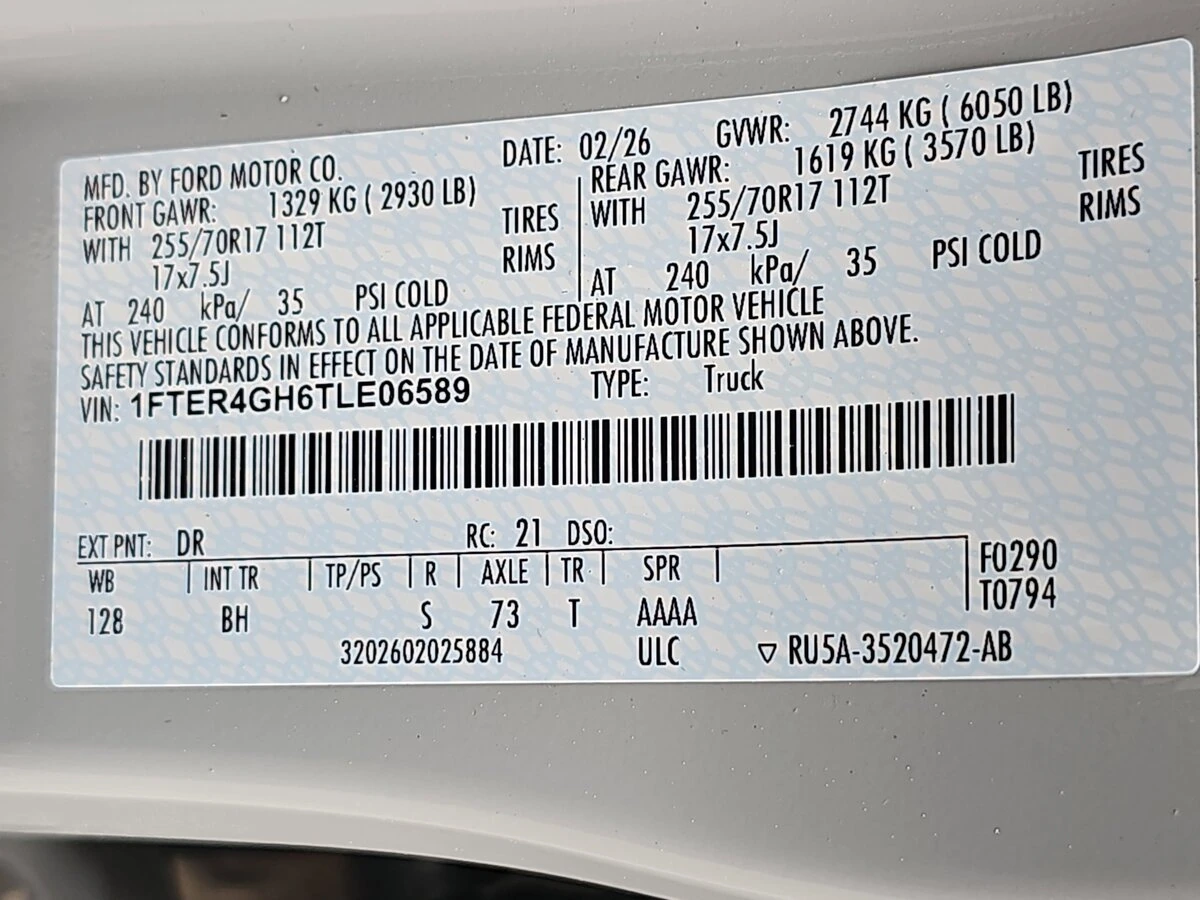 MFD. BY FORD MOTOR CO. DATE: 02/26 GVWR: 2744 KG ( 6050 LB)
FRONT GAWR: 1329 KG ( 2930 LB) REAR GAWR: 1619 KG ( 3570 LB)
WITH 255/70R17 112T TIRES WITH 255/70R17 112T TIRES
17x7.5J RIMS 17x7.5J RIMS
AT 240 kPa/ 35 PSI COLD AT 240 kPa/ 35 PSI COLD
THIS VEHICLE CONFORMS TO ALL APPLICABLE FEDERAL MOTOR VEHICLE
SAFETY STANDARDS IN EFFECT ON THE DATE OF MANUFACTURE SHOWN ABOVE.
VIN: 1FTER4GH6TLE06589 TYPE: Truck
EXT PNT: DR RC: 21 DSO:
WB INT TR TP/PS R AXLE TR SPR F0290
128 BH S 73 T AAAA T0794
3202602025884 ULC ▽ RU5A-3520472-AB